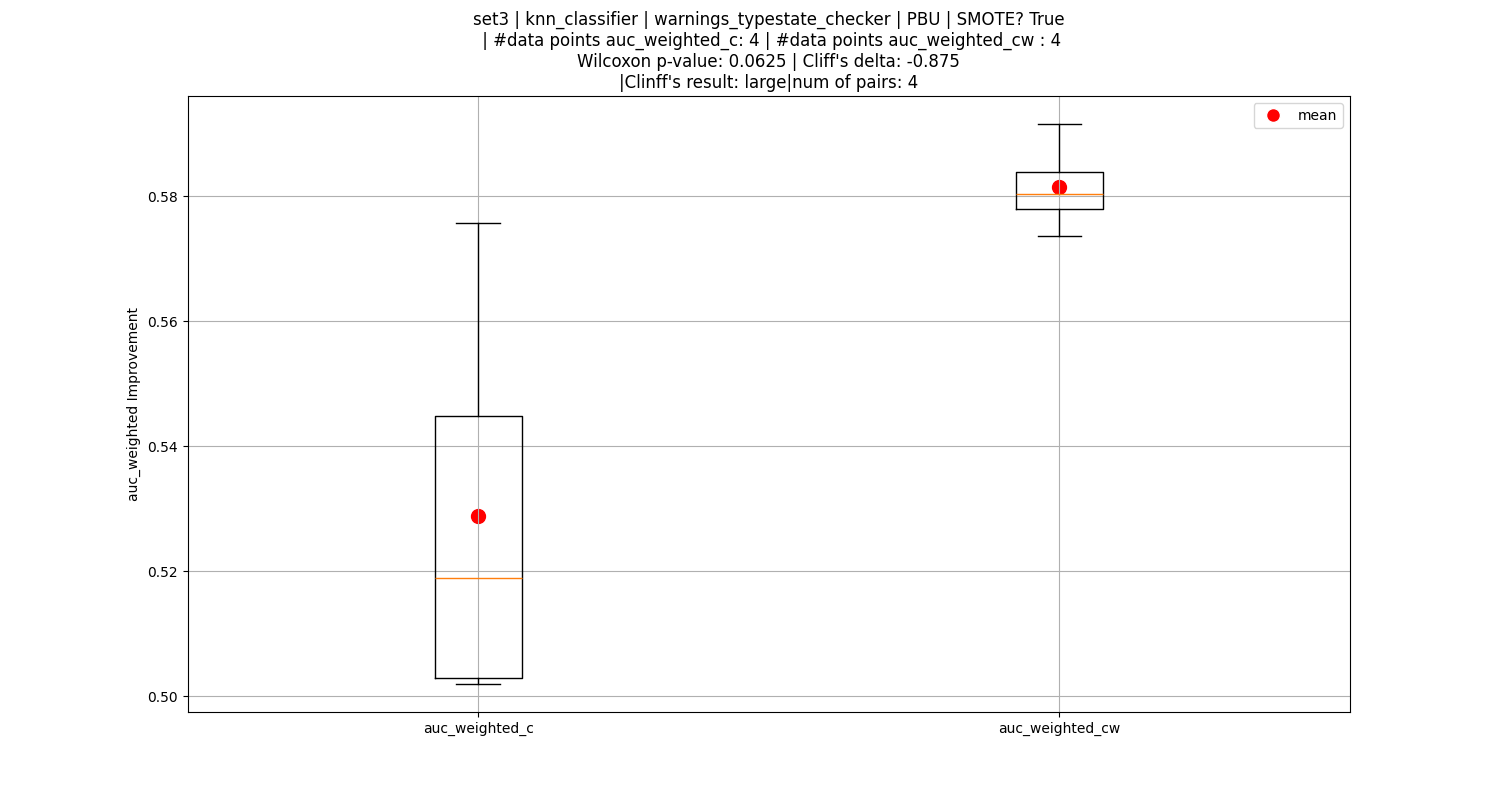 set3 | knn_classifier | warnings_typestate_checker | PBU | SMOTE? True
| #data points auc_weighted_c: 4 | #data points auc_weighted_cw : 4
Wilcoxon p-value: 0.0625 | Cliff's delta: -0.875
|Clinff's result: large|num of pairs: 4
mean
auc_weighted Improvement
0.58
0.56
0.54
0.52
0.50
auc_weighted_c
auc_weighted_cw